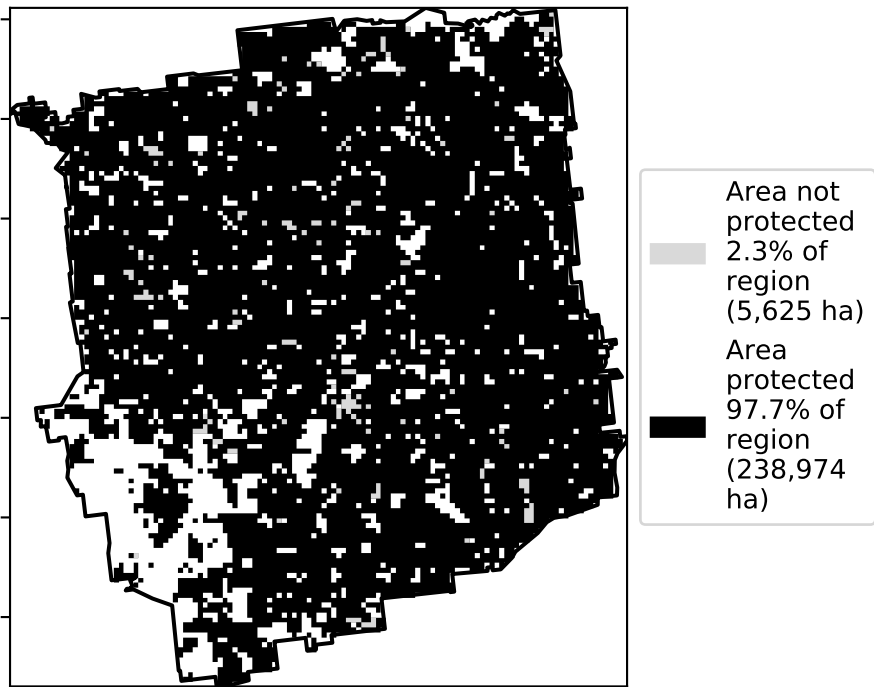 Area not
protected
2.3% of
region
(5,625 ha)
Area
protected
97.7% of
region
(238,974
ha)